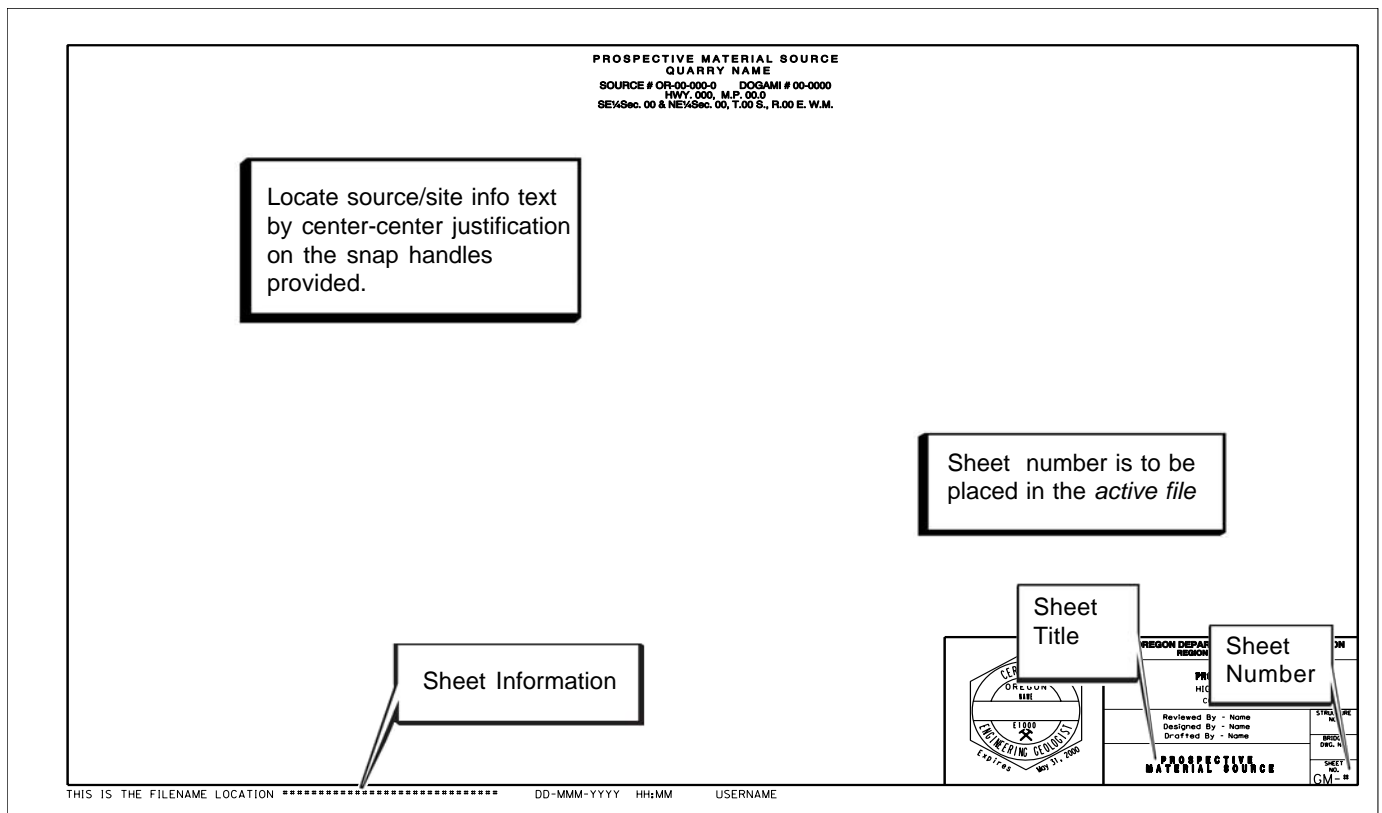 PROSPECTIVE MATERIAL SOURCE
QUARRY NAME
SOURCE # OR-00-000-0 DOGAMI # 00-0000
HWY. 000, M.P. 00.0
SE¼Sec. 00 & NE¼Sec. 00, T.00 S., R.00 E. W.M.
Locate source/site info text
by center-center justification
on the snap handles
provided.
Sheet number is to be
placed in the active file
Sheet
Title
Sheet
Number
Sheet Information
OREGON
NAME
E1000
ENGINEERING GEOLOGIST
Expires May 31, 2000
REGION
Reviewed By - Name
Designed By - Name
Drafted By - Name
PROSPECTIVE
MATERIAL SOURCE
SHEET
NO.
GM-#
THIS IS THE FILENAME LOCATION ****************************** DD-MMM-YYYY HH:MM USERNAME